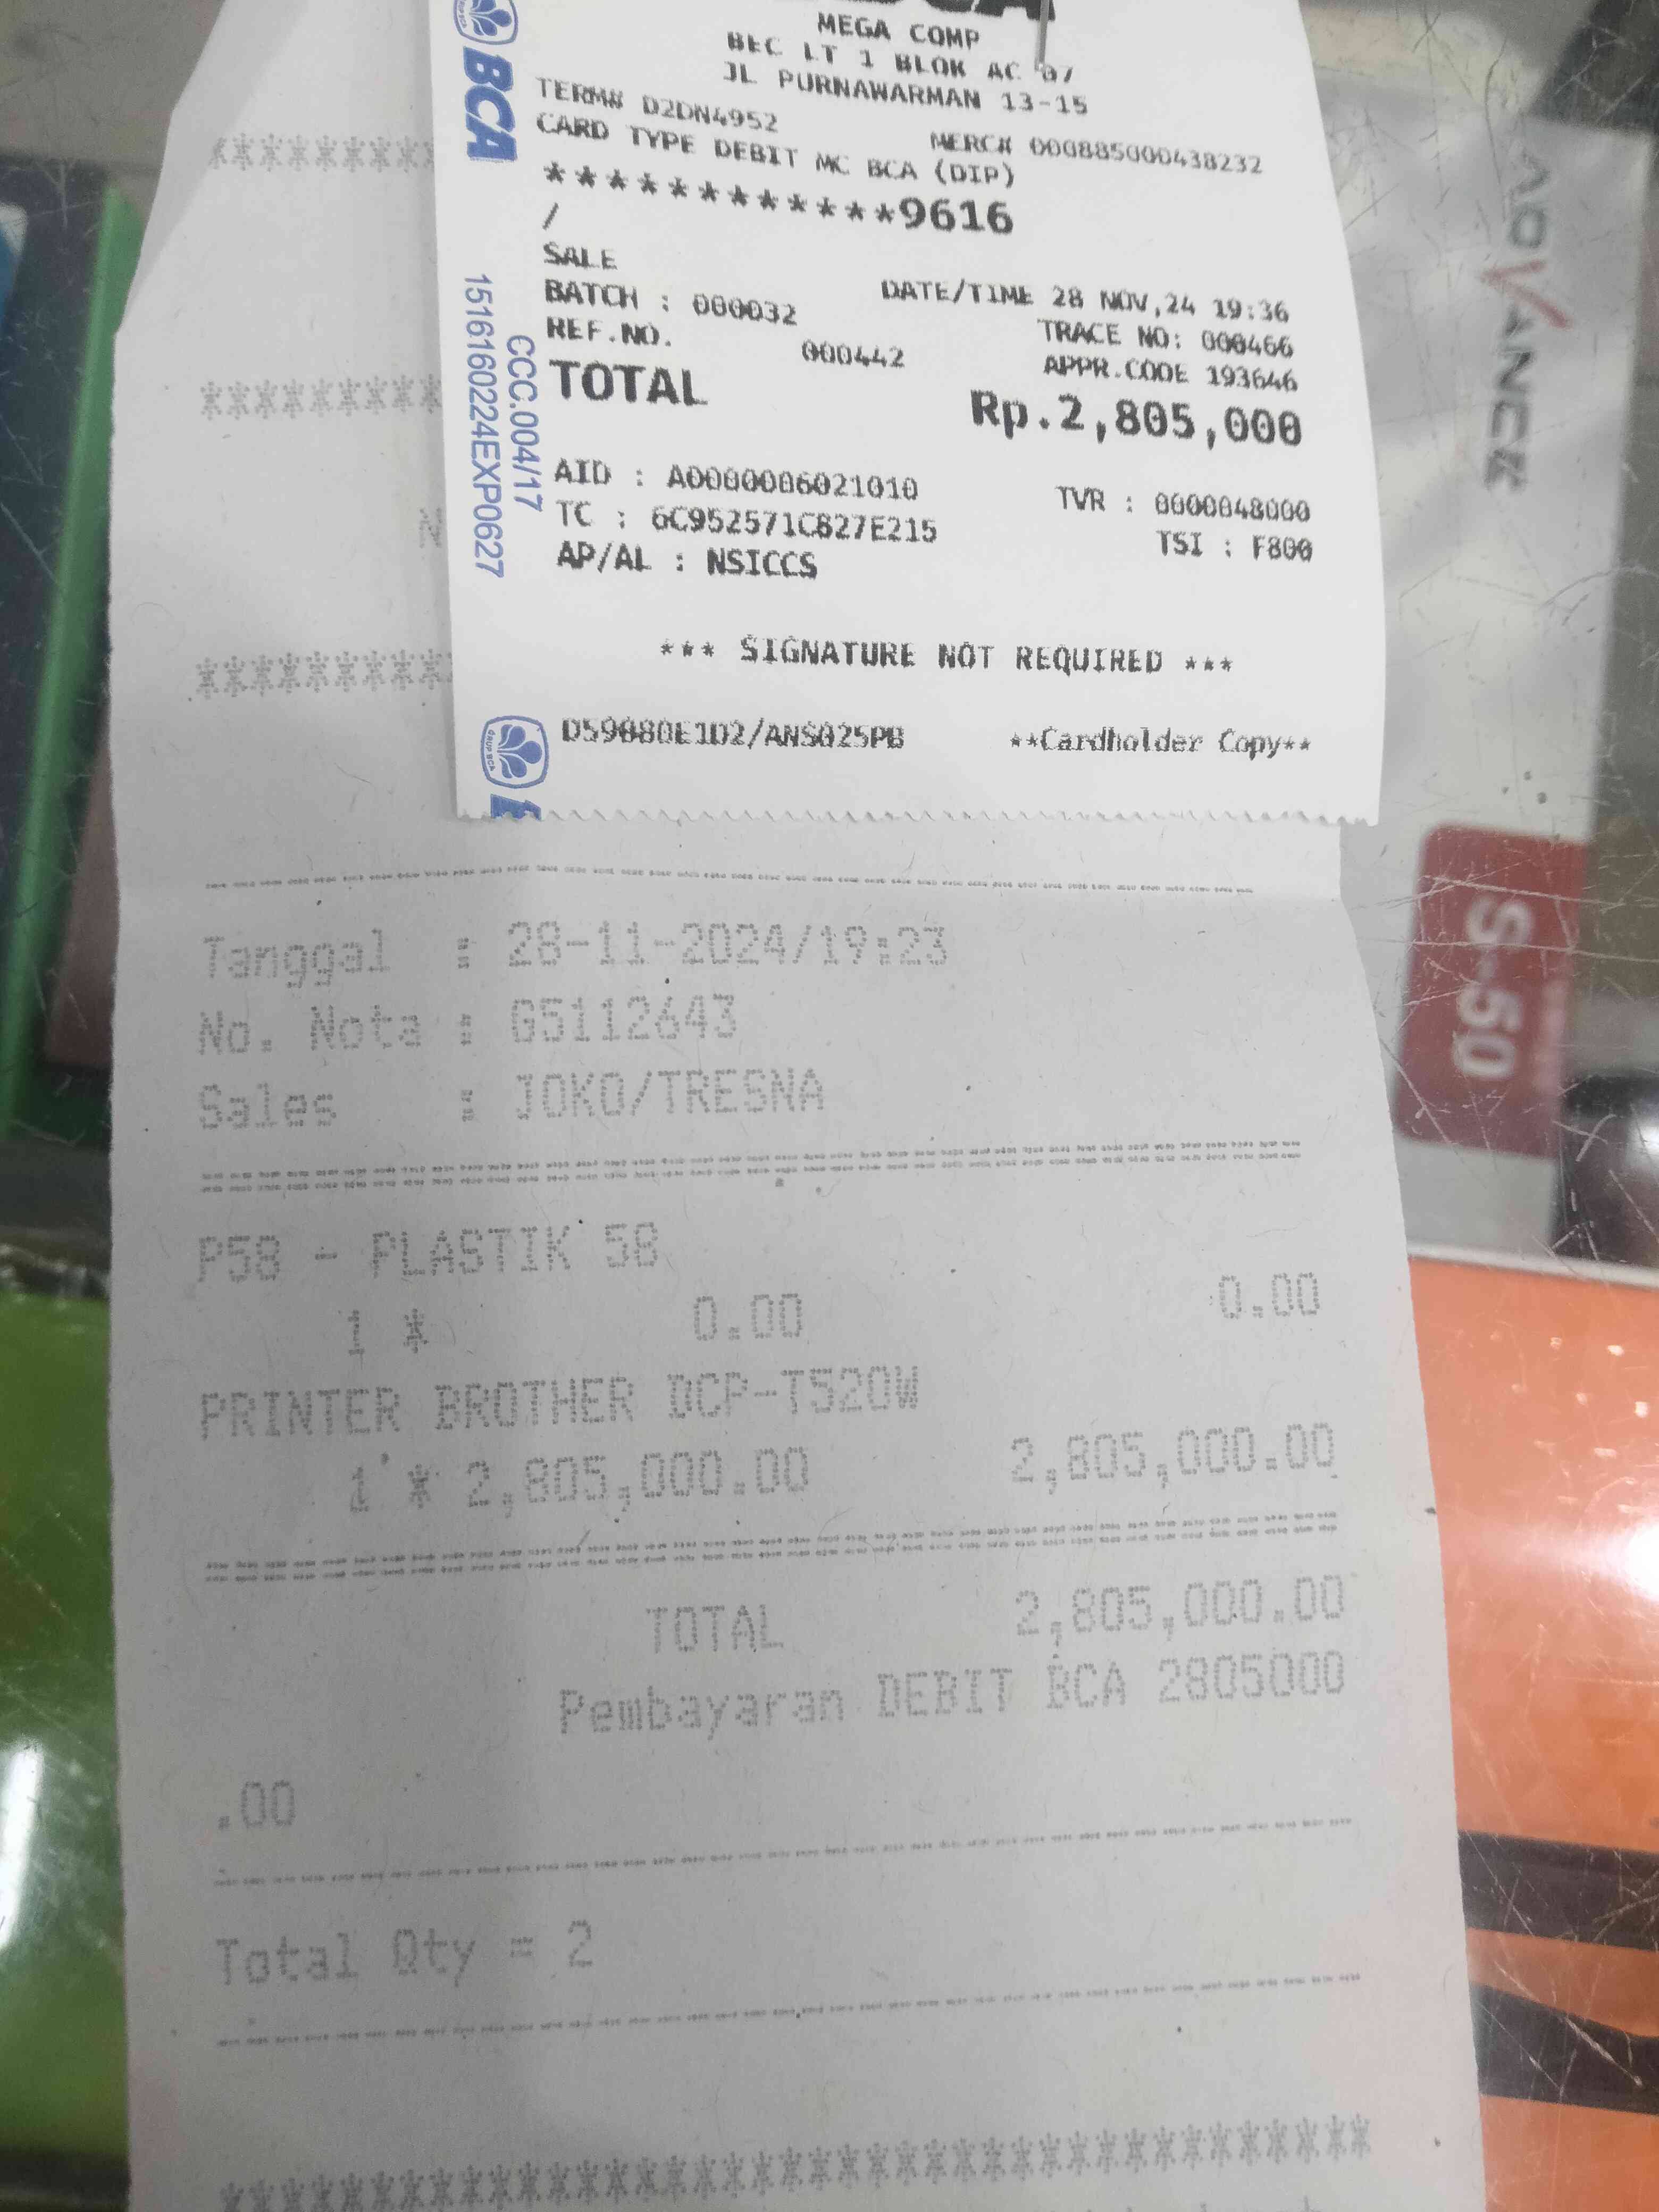 BCA
MEGA COMP
BEC LT 1 BLOK AC 07
JL PURNAWARMAN 13-15
TERM# D2DN4952 MERC# 000885000438232
CARD TYPE DEBIT MC BCA (DIP)
************9616
/
SALE
BATCH : 000032 DATE/TIME 28 NOV,24 19:36
REF.NO. 000442 TRACE NO: 000466
APPR.CODE 193646
TOTAL Rp.2,805,000
AID : A0000006021010 TVR : 0000048000
TC : 6C952571C827E215 TSI : F800
AP/AL : NSICCS
*** SIGNATURE NOT REQUIRED ***
D59080E1D2/ANS025PB **Cardholder Copy**
CCC.004/17
1516160224EXP0627
Tanggal : 28-11-2024/19:23
No. Nota : G5112643
Sales : JOKO/TRESNA
P58 - PLASTIK 58
1 * 0.00 0.00
PRINTER BROTHER DCP-T520W
1 * 2,805,000.00 2,805,000.00
TOTAL 2,805,000.00
Pembayaran DEBIT BCA 2805000
.00
Total Qty = 2
ADVANCE
S-50